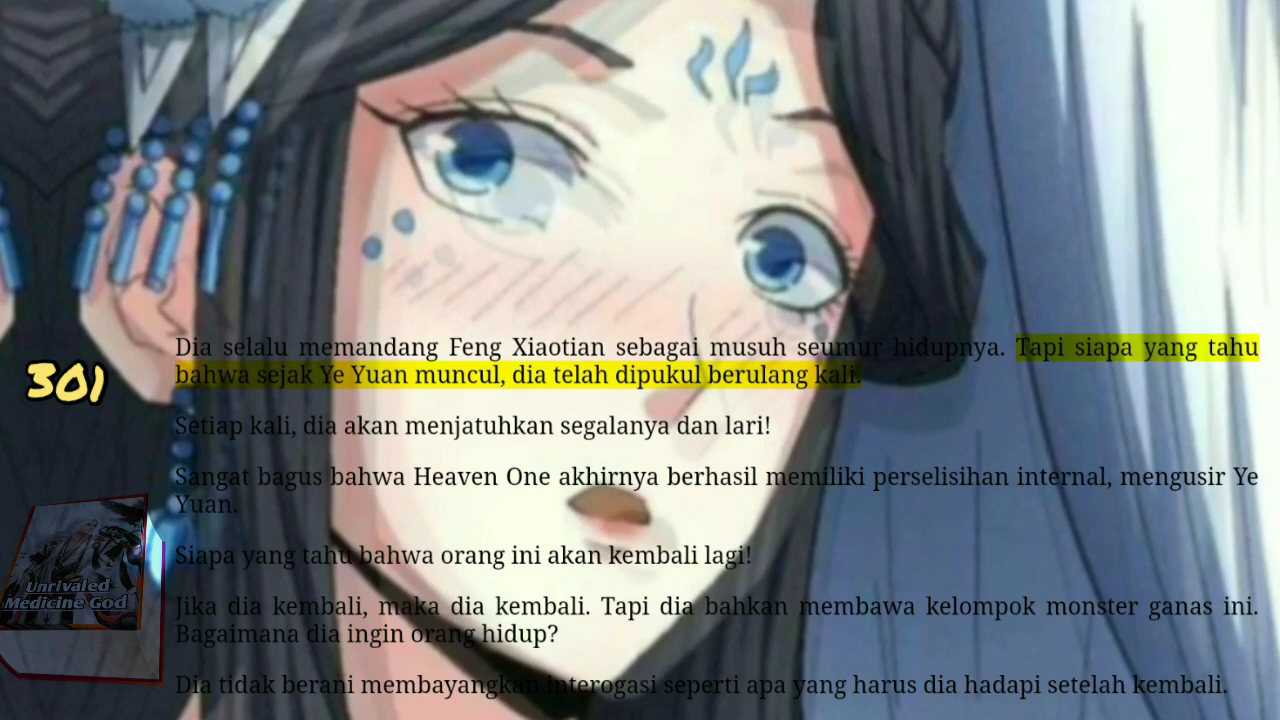 Dia selalu memandang Feng Xiaotian sebagai musuh seumur hidupnya. Tapi siapa yang tahu
bahwa sejak Ye Yuan muncul, dia telah dipukul berulang kali.
Setiap kali, dia akan menjatuhkan segalanya dan lari!
Sangat bagus bahwa Heaven One akhirnya berhasil memiliki perselisihan internal, mengusir Ye
Yuan.
Siapa yang tahu bahwa orang ini akan kembali lagi!
Jika dia kembali, maka dia kembali. Tapi dia bahkan membawa kelompok monster ganas ini.
Bagaimana dia ingin orang hidup?
Dia tidak berani membayangkan interogasi seperti apa yang harus dia hadapi setelah kembali.
301
Unrivaled
Medicine God